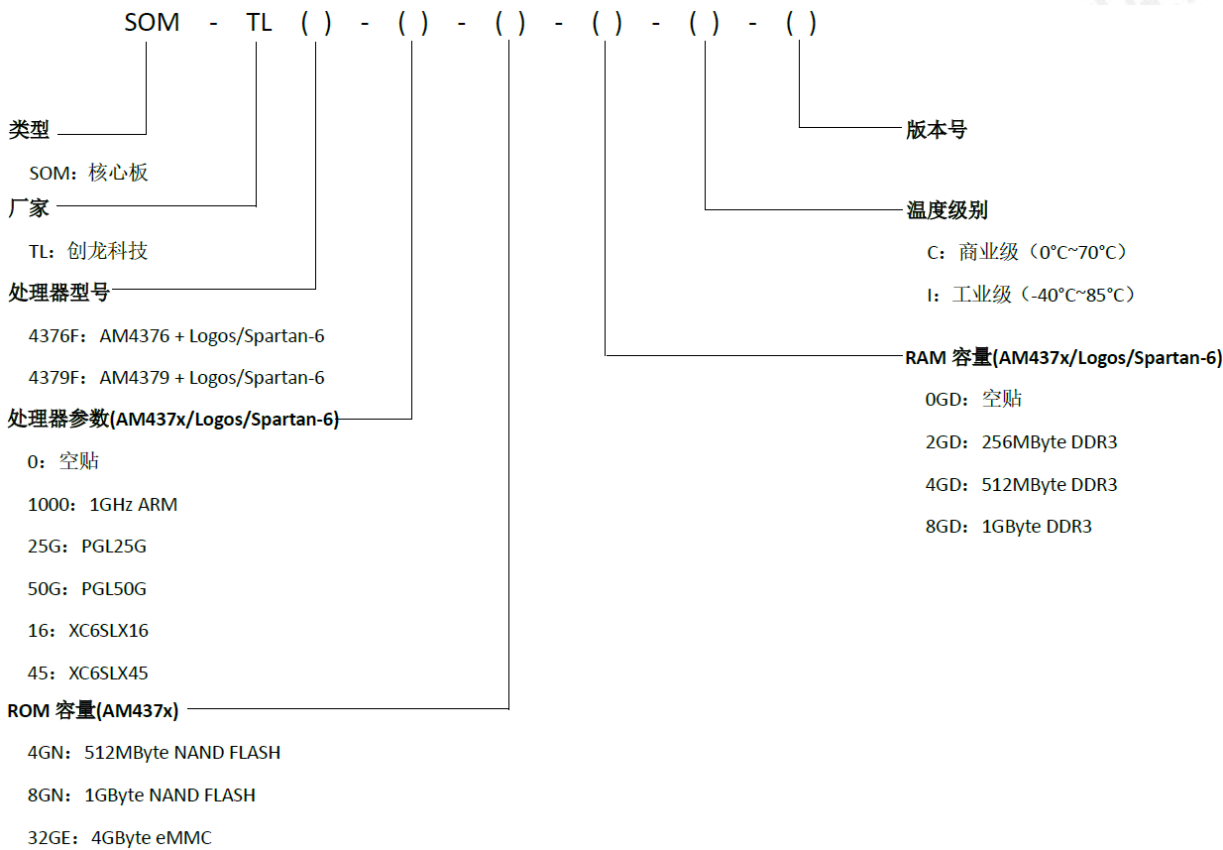 SOM - TL ( ) - ( ) - ( ) - ( ) - ( ) - ( )
类型
SOM：核心板
厂家
TL：创龙科技
处理器型号
4376F：AM4376 + Logos/Spartan-6
4379F：AM4379 + Logos/Spartan-6
处理器参数(AM437x/Logos/Spartan-6)
0：空贴
1000：1GHz ARM
25G：PGL25G
50G：PGL50G
16：XC6SLX16
45：XC6SLX45
ROM 容量(AM437x)
4GN：512MByte NAND FLASH
8GN：1GByte NAND FLASH
32GE：4GByte eMMC
版本号
温度级别
C：商业级（0°C~70°C）
I：工业级（-40°C~85°C）
RAM 容量(AM437x/Logos/Spartan-6)
0GD：空贴
2GD：256MByte DDR3
4GD：512MByte DDR3
8GD：1GByte DDR3